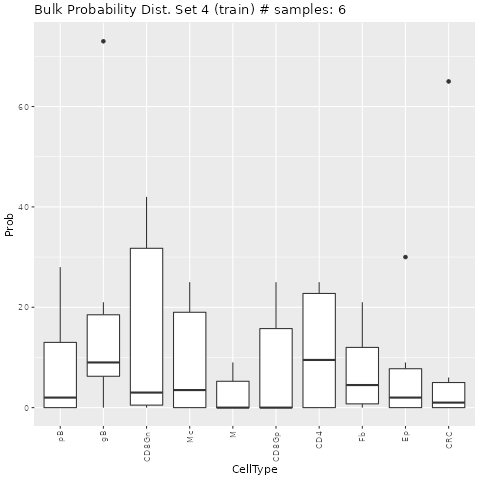 Bulk Probability Dist. Set 4 (train) # samples: 6
Prob
60
40
20
0
pB
gB
CD8Gn
Mc
M
CD8Gp
CD4
Fb
Ep
CRC
CellType